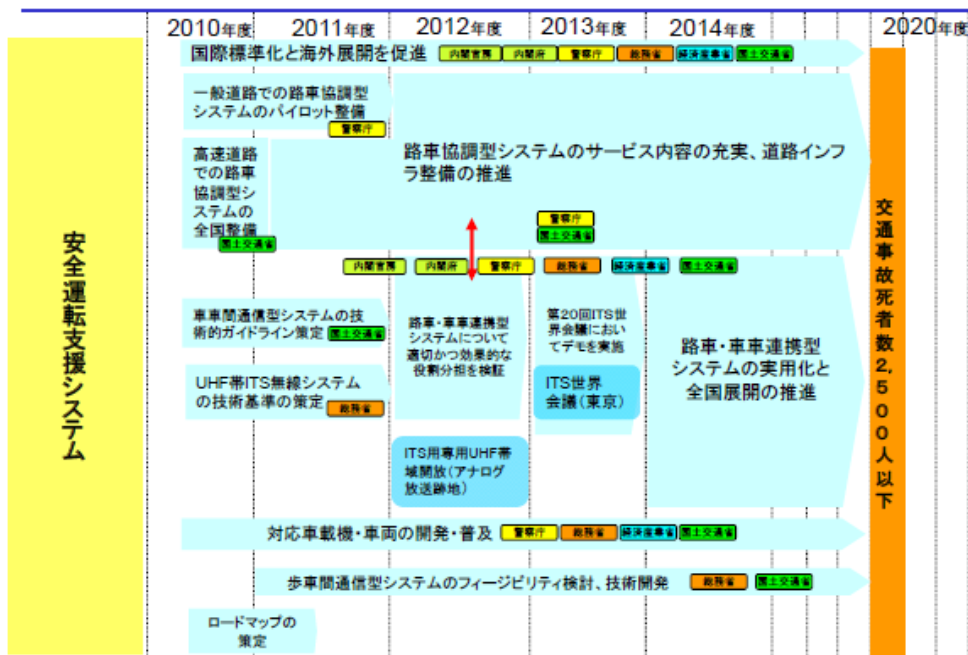 2010年度 2011年度 2012年度 2013年度 2014年度 2020年度
安全運転支援システム
国際標準化と海外展開を促進 内閣官房 内閣府 警察庁 総務省 経済産業省 国土交通省
一般道路での路車協調型
システムのパイロット整備
警察庁
高速道路
での路車
協調型シ
ステムの
全国整備
国土交通省
路車協調型システムのサービス内容の充実、道路インフ
ラ整備の推進
警察庁
国土交通省
内閣官房 内閣府 警察庁 総務省 経済産業省 国土交通省
車車間通信型システムの技
術的ガイドライン策定 国土交通省
UHF帯ITS無線システム
の技術基準の策定 総務省
路車・車車連携型
システムについて
適切かつ効果的な
役割分担を検証
ITS用専用UHF帯
域開放(アナログ
放送跡地)
第20回ITS世
界会議におい
てデモを実施
ITS世界
会議(東京)
路車・車車連携型
システムの実用化と
全国展開の推進
対応車載機・車両の開発・普及 警察庁 総務省 経済産業省 国土交通省
歩車間通信型システムのフィージビリティ検討、技術開発 総務省 国土交通省
ロードマップの
策定
交通事故死者数2,500人以下